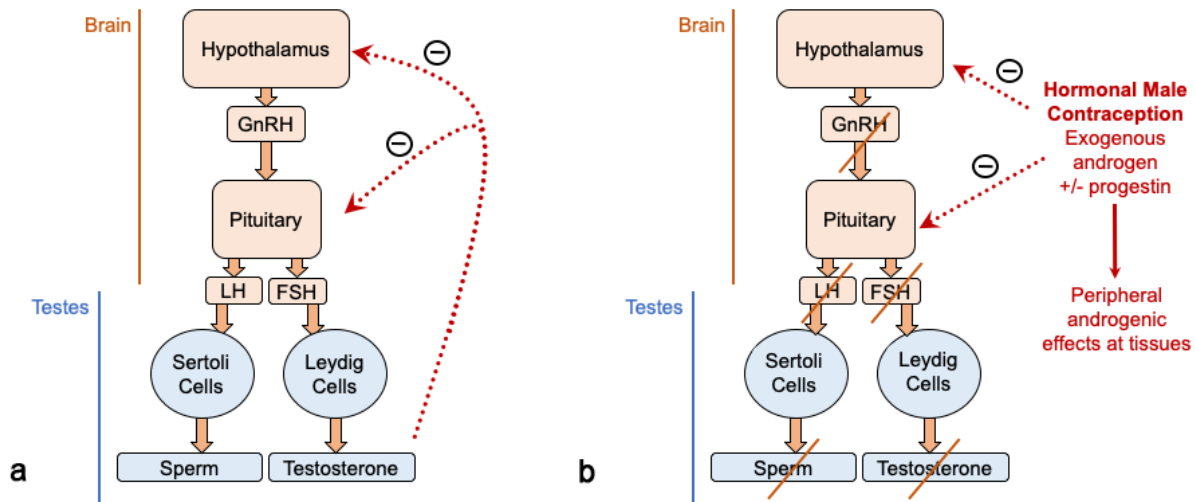 Brain
Hypothalamus
GnRH
Pituitary
LH
FSH
Testes
Sertoli
Cells
Leydig
Cells
Sperm
Testosterone
a
Brain
Hypothalamus
GnRH
Pituitary
LH
FSH
Testes
Sertoli
Cells
Leydig
Cells
Sperm
Testosterone
Hormonal Male
Contraception
Exogenous
androgen
+/- progestin
Peripheral
androgenic
effects at tissues
b